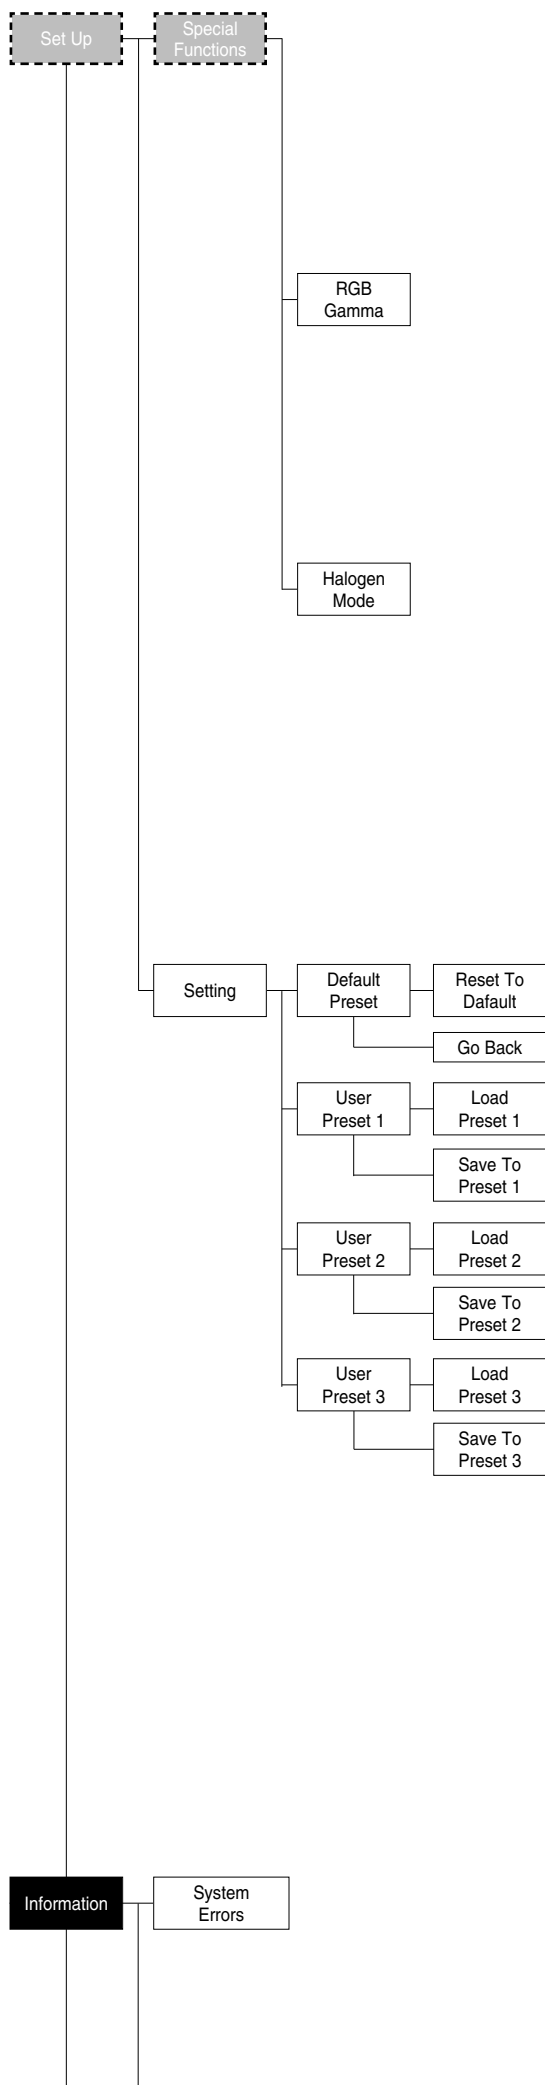 Set Up
Special
Functions
RGB
Gamma
Halogen
Mode
Setting
Default
Preset
Reset To
Dafault
Go Back
User
Preset 1
Load
Preset 1
Save To
Preset 1
User
Preset 2
Load
Preset 2
Save To
Preset 2
User
Preset 3
Load
Preset 3
Save To
Preset 3
Information
System
Errors